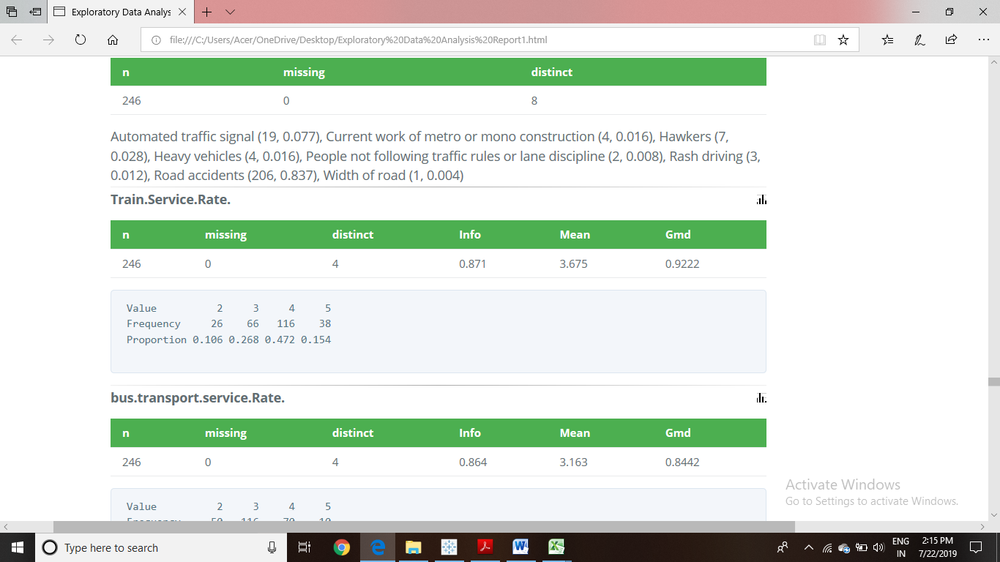 Exploratory Data Analys
file:///C:/Users/Acer/OneDrive/Desktop/Exploratory%20Data%20Analysis%20Report1.html
n missing distinct
246 0 8
Automated traffic signal (19, 0.077), Current work of metro or mono construction (4, 0.016), Hawkers (7,
0.028), Heavy vehicles (4, 0.016), People not following traffic rules or lane discipline (2, 0.008), Rash driving (3,
0.012), Road accidents (206, 0.837), Width of road (1, 0.004)
Train.Service.Rate.
n missing distinct Info Mean Gmd
246 0 4 0.871 3.675 0.9222
Value 2 3 4 5
Frequency 26 66 116 38
Proportion 0.106 0.268 0.472 0.154
bus.transport.service.Rate.
n missing distinct Info Mean Gmd
246 0 4 0.864 3.163 0.8442
Value 2 3 4 5
Activate Windows
Go to Settings to activate Windows.
Type here to search
ENG
IN
2:15 PM
7/22/2019